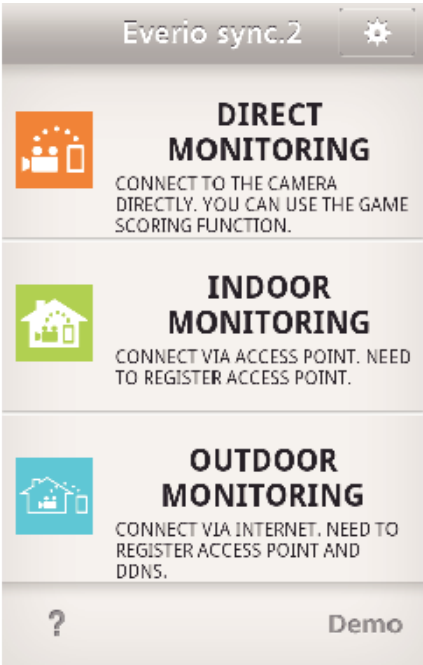 Everio sync.2
DIRECT
MONITORING
CONNECT TO THE CAMERA
DIRECTLY. YOU CAN USE THE GAME
SCORING FUNCTION.
INDOOR
MONITORING
CONNECT VIA ACCESS POINT. NEED
TO REGISTER ACCESS POINT.
OUTDOOR
MONITORING
CONNECT VIA INTERNET. NEED TO
REGISTER ACCESS POINT AND
DDNS.
? Demo